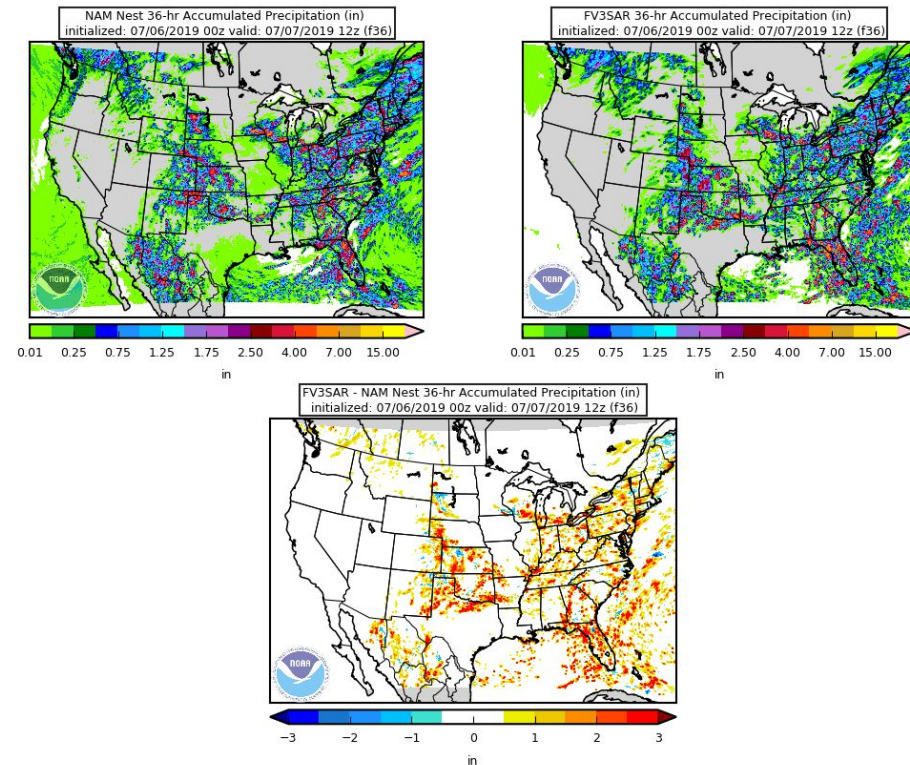 NAM Nest 36-hr Accumulated Precipitation (in)
initialized: 07/06/2019 00z valid: 07/07/2019 12z (f36)
NOAA
0.01 0.25 0.75 1.25 1.75 2.50 4.00 7.00 15.00
in
FV3SAR 36-hr Accumulated Precipitation (in)
initialized: 07/06/2019 00z valid: 07/07/2019 12z (f36)
NOAA
0.01 0.25 0.75 1.25 1.75 2.50 4.00 7.00 15.00
in
FV3SAR - NAM Nest 36-hr Accumulated Precipitation (in)
initialized: 07/06/2019 00z valid: 07/07/2019 12z (f36)
NOAA
−3 −2 −1 0 1 2 3
in